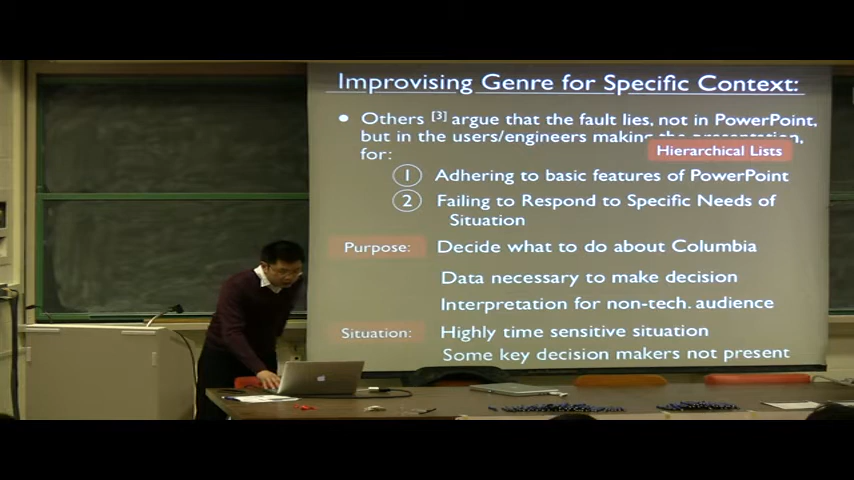 Improvising Genre for Specific Context:
• Others [3] argue that the fault lies, not in PowerPoint,
but in the users/engineers making the presentation,
for:
Hierarchical Lists
1 Adhering to basic features of PowerPoint
2 Failing to Respond to Specific Needs of
Situation
Purpose: Decide what to do about Columbia
Data necessary to make decision
Interpretation for non-tech. audience
Situation: Highly time sensitive situation
Some key decision makers not present